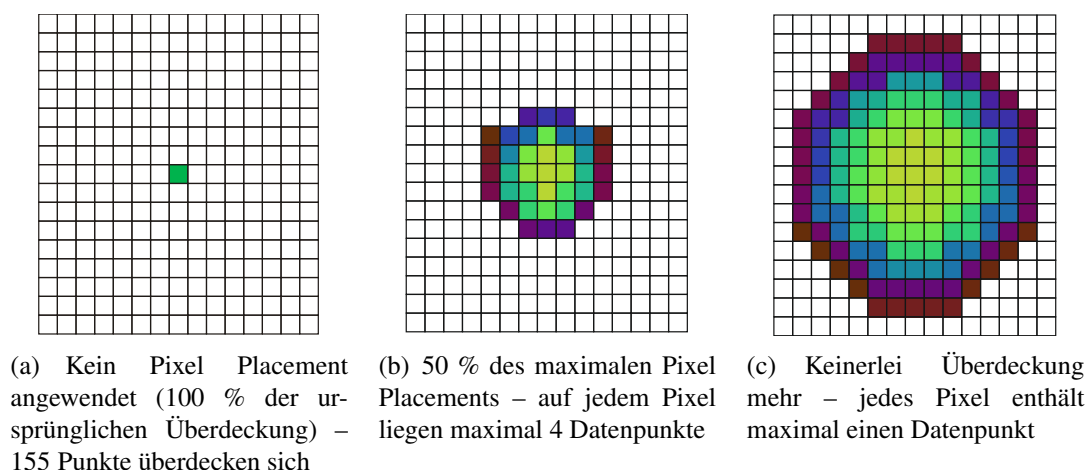 (a) Kein Pixel Placement
angewendet (100 % der ur-
sprünglichen Überdeckung) –
155 Punkte überdecken sich
(b) 50 % des maximalen Pixel
Placements – auf jedem Pixel
liegen maximal 4 Datenpunkte
(c) Keinerlei Überdeckung
mehr – jedes Pixel enthält
maximal einen Datenpunkt